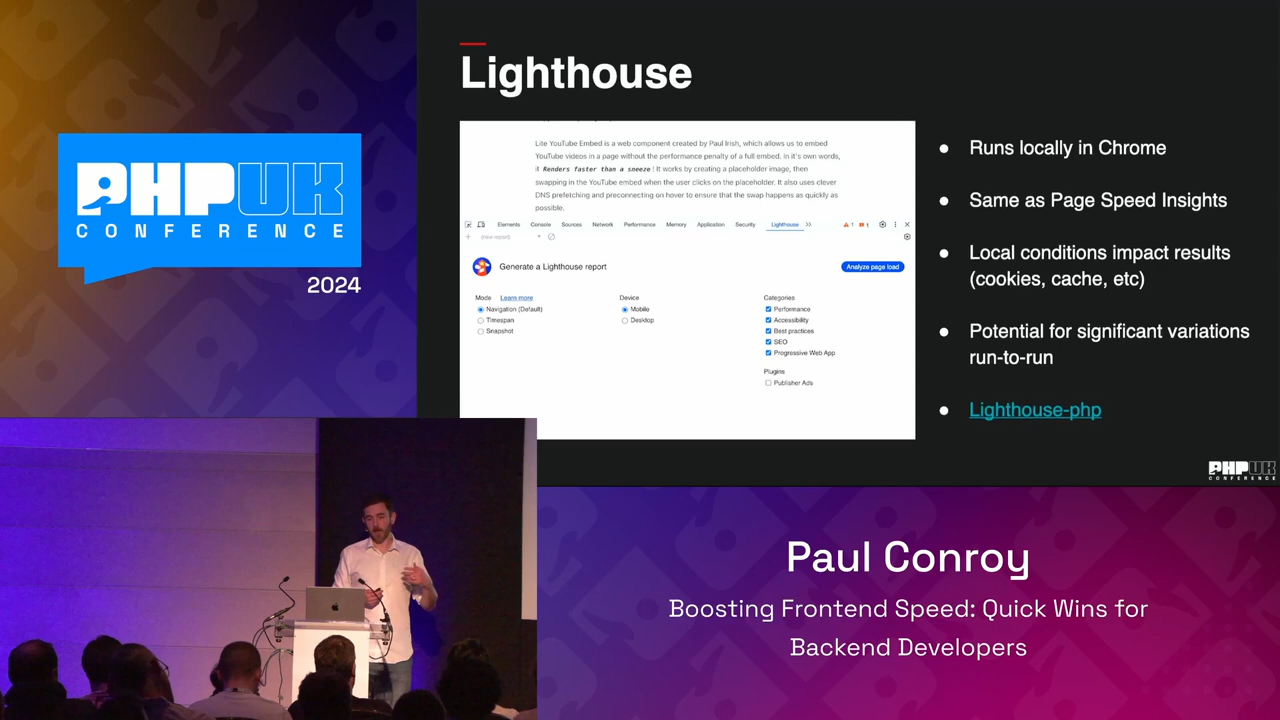 PHPUK
CONFERENCE
2024
Lighthouse
Lite YouTube Embed is a web component created by Paul Irish, which allows us to embed
YouTube videos in a page without the performance penalty of a full embed. In it's own words,
it Renders faster than a sneeze! It works by creating a placeholder image, then
swapping in the YouTube embed when the user clicks on the placeholder. It also uses clever
DNS prefetching and preconnecting on hover to ensure that the swap happens as quickly as
possible.
Elements Console Sources Network Performance Memory Application Security Lighthouse 1 1
(new report)
Generate a Lighthouse report
Analyze page load
Mode Learn more
Navigation (Default)
Timespan
Snapshot
Device
Mobile
Desktop
Categories
Performance
Accessibility
Best practices
SEO
Progressive Web App
Plugins
Publisher Ads
Runs locally in Chrome
Same as Page Speed Insights
Local conditions impact results
(cookies, cache, etc)
Potential for significant variations
run-to-run
Lighthouse-php
PHPUK
CONFERENCE
Paul Conroy
Boosting Frontend Speed: Quick Wins for
Backend Developers